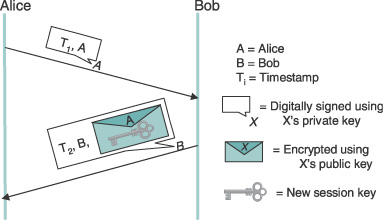 Alice
Bob
T1, A
A
T2, B,
A
B
A = Alice
B = Bob
Ti = Timestamp
X
= Digitally signed using
X's private key
X
= Encrypted using
X's public key
= New session key